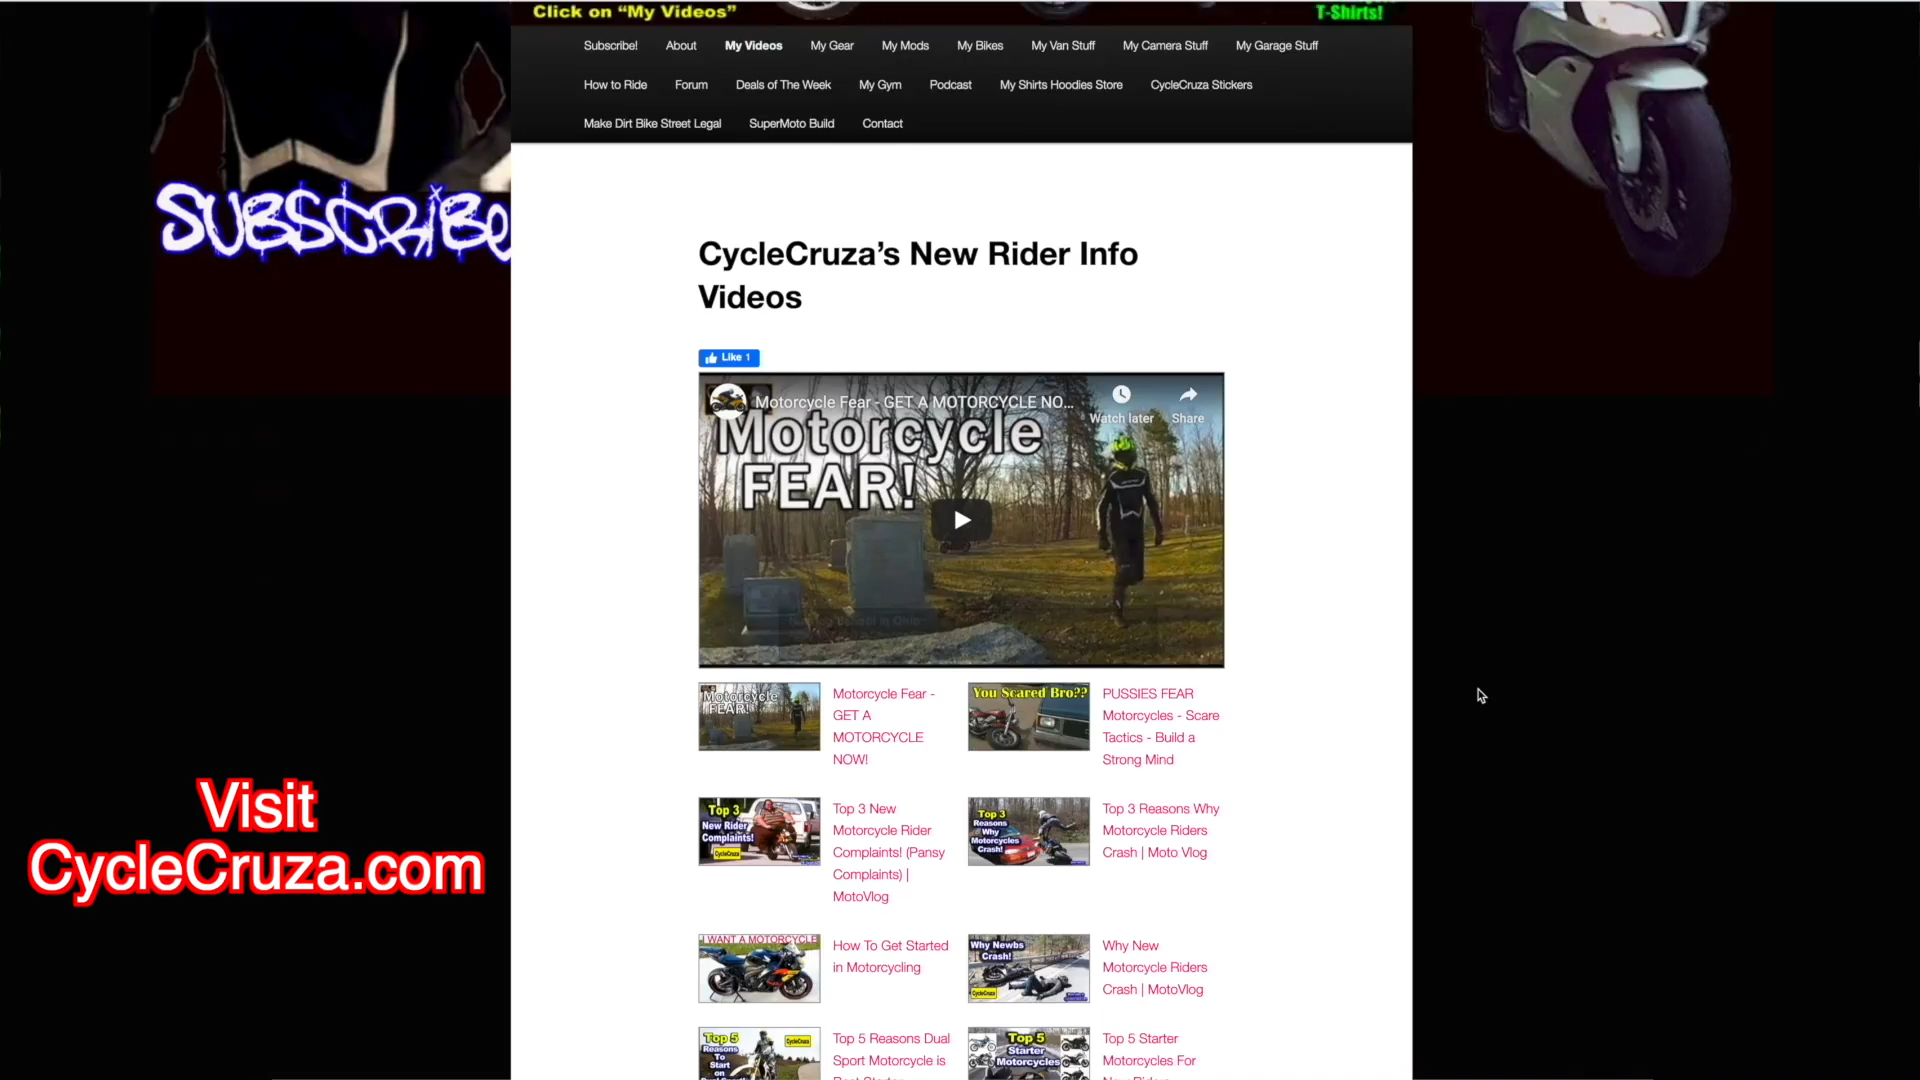 Click on “My Videos”
T-Shirts!
Subscribe! About My Videos My Gear My Mods My Bikes My Van Stuff My Camera Stuff My Garage Stuff
How to Ride Forum Deals of The Week My Gym Podcast My Shirts Hoodies Store CycleCruza Stickers
Make Dirt Bike Street Legal SuperMoto Build Contact
SUBSCRIBE
CycleCruza’s New Rider Info
Videos
Like 1
Motorcycle Fear - GET A MOTORCYCLE NO...
Watch later Share
Motorcycle
FEAR!
Motorcycle
FEAR!
Motorcycle Fear -
GET A
MOTORCYCLE
NOW!
You Scared Bro??
PUSSIES FEAR
Motorcycles - Scare
Tactics - Build a
Strong Mind
Visit
CycleCruza.com
Top 3
New Rider
Complaints!
CycleCruza
Top 3 New
Motorcycle Rider
Complaints! (Pansy
Complaints) |
MotoVlog
Top 3
Reasons
Why
Motorcycles
Crash!
Top 3 Reasons Why
Motorcycle Riders
Crash | Moto Vlog
I WANT A MOTORCYCLE
How To Get Started
in Motorcycling
Why Newbs
Crash!
CycleCruza
Why New
Motorcycle Riders
Crash | MotoVlog
Top 5
Reasons
To
Start
on
CycleCruza
Top 5 Reasons Dual
Sport Motorcycle is
Top 5
Starter
Motorcycles
Top 5 Starter
Motorcycles For